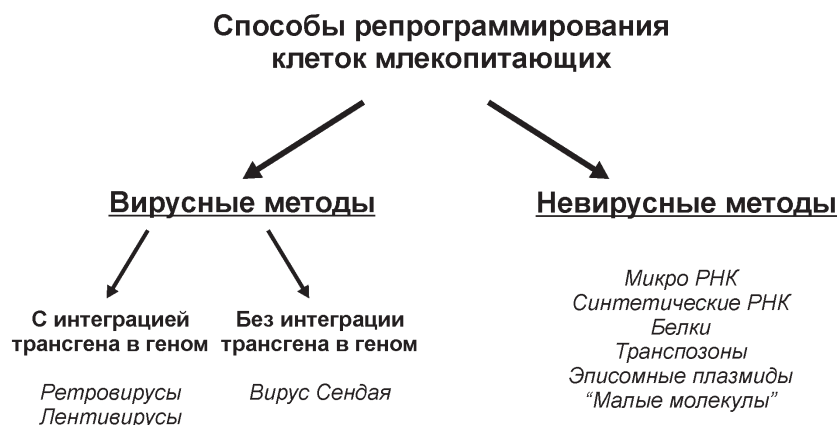 Способы репрограммирования
клеток млекопитающих
Вирусные методы
С интеграцией
трансгена в геном
Ретровирусы
Лентивирусы
Без интеграции
трансгена в геном
Вирус Сендая
Невирусные методы
Микро РНК
Синтетические РНК
Белки
Транспозоны
Эписомные плазмиды
“Малые молекулы”